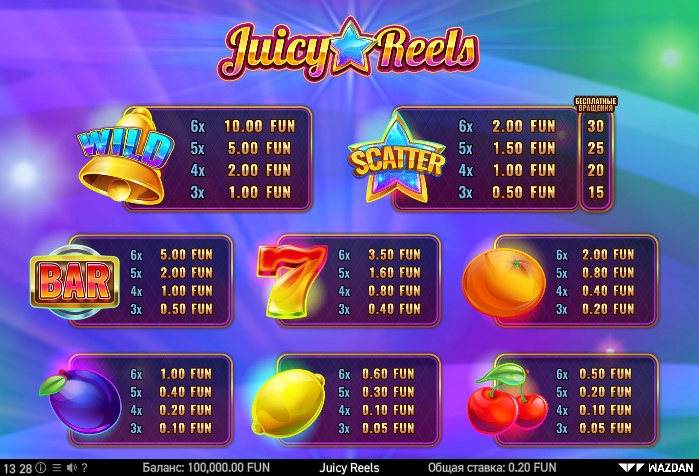 Juicy Reels
WILD
6x 10.00 FUN
5x 5.00 FUN
4x 2.00 FUN
3x 1.00 FUN
БЕСПЛАТНЫЕ
ВРАЩЕНИЯ
SCATTER
6x 2.00 FUN 30
5x 1.50 FUN 25
4x 1.00 FUN 20
3x 0.50 FUN 15
BAR
6x 5.00 FUN
5x 2.00 FUN
4x 1.00 FUN
3x 0.50 FUN
7
6x 3.50 FUN
5x 1.60 FUN
4x 0.80 FUN
3x 0.40 FUN
6x 2.00 FUN
5x 0.80 FUN
4x 0.40 FUN
3x 0.20 FUN
6x 1.00 FUN
5x 0.40 FUN
4x 0.20 FUN
3x 0.10 FUN
6x 0.60 FUN
5x 0.30 FUN
4x 0.10 FUN
3x 0.05 FUN
6x 0.50 FUN
5x 0.20 FUN
4x 0.10 FUN
3x 0.05 FUN
13 28 ? Баланс: 100,000.00 FUN Juicy Reels Общая ставка: 0.20 FUN WAZDAN